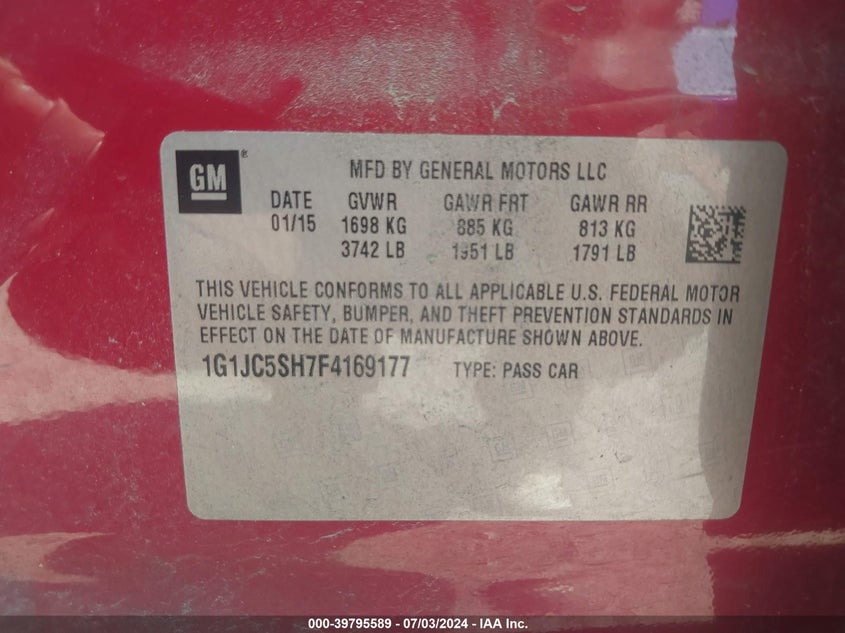 GM ®
MFD BY GENERAL MOTORS LLC
DATE GVWR GAWR FRT GAWR RR
01/15 1698 KG 885 KG 813 KG
3742 LB 1951 LB 1791 LB
THIS VEHICLE CONFORMS TO ALL APPLICABLE U.S. FEDERAL MOTOR
VEHICLE SAFETY, BUMPER, AND THEFT PREVENTION STANDARDS IN
EFFECT ON THE DATE OF MANUFACTURE SHOWN ABOVE.
1G1JC5SH7F4169177 TYPE: PASS CAR
000-39795589 - 07/03/2024 - IAA Inc.